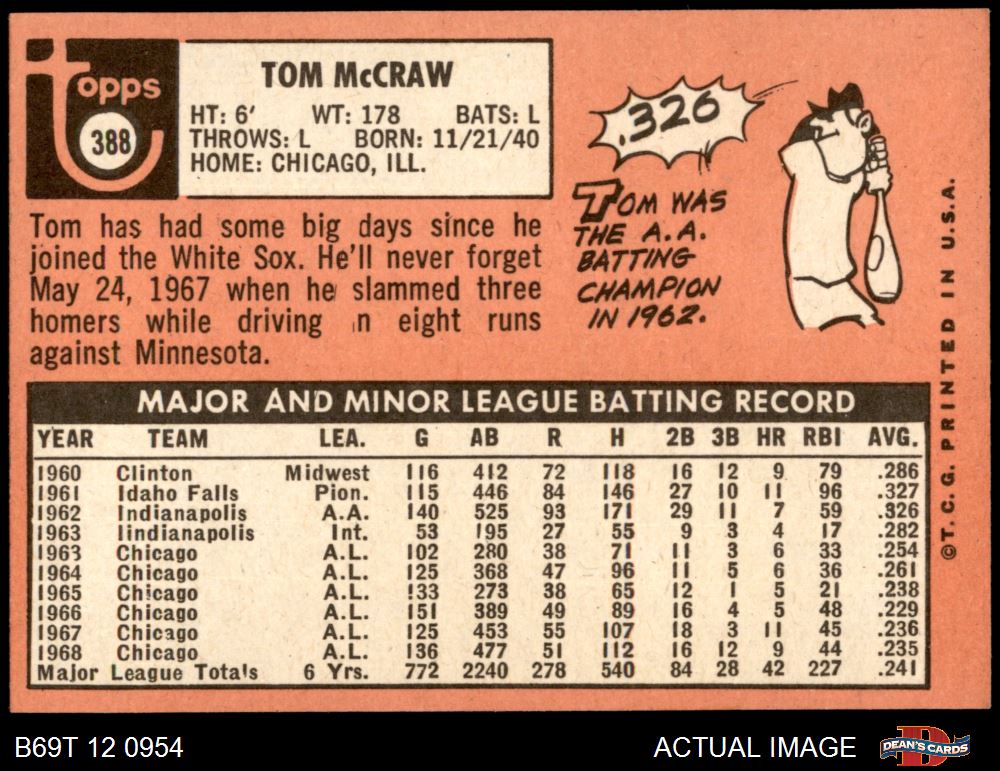 Topps
388
TOM McCRAW
HT: 6' WT: 178 BATS: L
THROWS: L BORN: 11/21/40
HOME: CHICAGO, ILL.
Tom has had some big days since he
joined the White Sox. He'll never forget
May 24, 1967 when he slammed three
homers while driving in eight runs
against Minnesota.
.326
TOM WAS
THE A.A.
BATTING
CHAMPION
IN 1962.
©T.C.G. PRINTED IN U.S.A.
MAJOR AND MINOR LEAGUE BATTING RECORD
YEAR TEAM LEA. G AB R H 2B 3B HR RBI AVG.
1960 Clinton Midwest 116 412 72 118 16 12 9 79 .286
1961 Idaho Falls Pion. 115 446 84 146 27 10 11 96 .327
1962 Indianapolis A.A. 140 525 93 171 29 11 7 59 .326
1963 Iindianapolis Int. 53 195 27 55 9 3 4 17 .282
1963 Chicago A.L. 102 280 38 71 11 3 6 33 .254
1964 Chicago A.L. 125 368 47 96 11 5 6 36 .261
1965 Chicago A.L. 133 273 38 65 12 1 5 21 .238
1966 Chicago A.L. 151 389 49 89 16 4 5 48 .229
1967 Chicago A.L. 125 453 55 107 18 3 11 45 .236
1968 Chicago A.L. 136 477 51 112 16 12 9 44 .235
Major League Totals 6 Yrs. 772 2240 278 540 84 28 42 227 .241
B69T 12 0954
ACTUAL IMAGE
DEAN'S CARDS